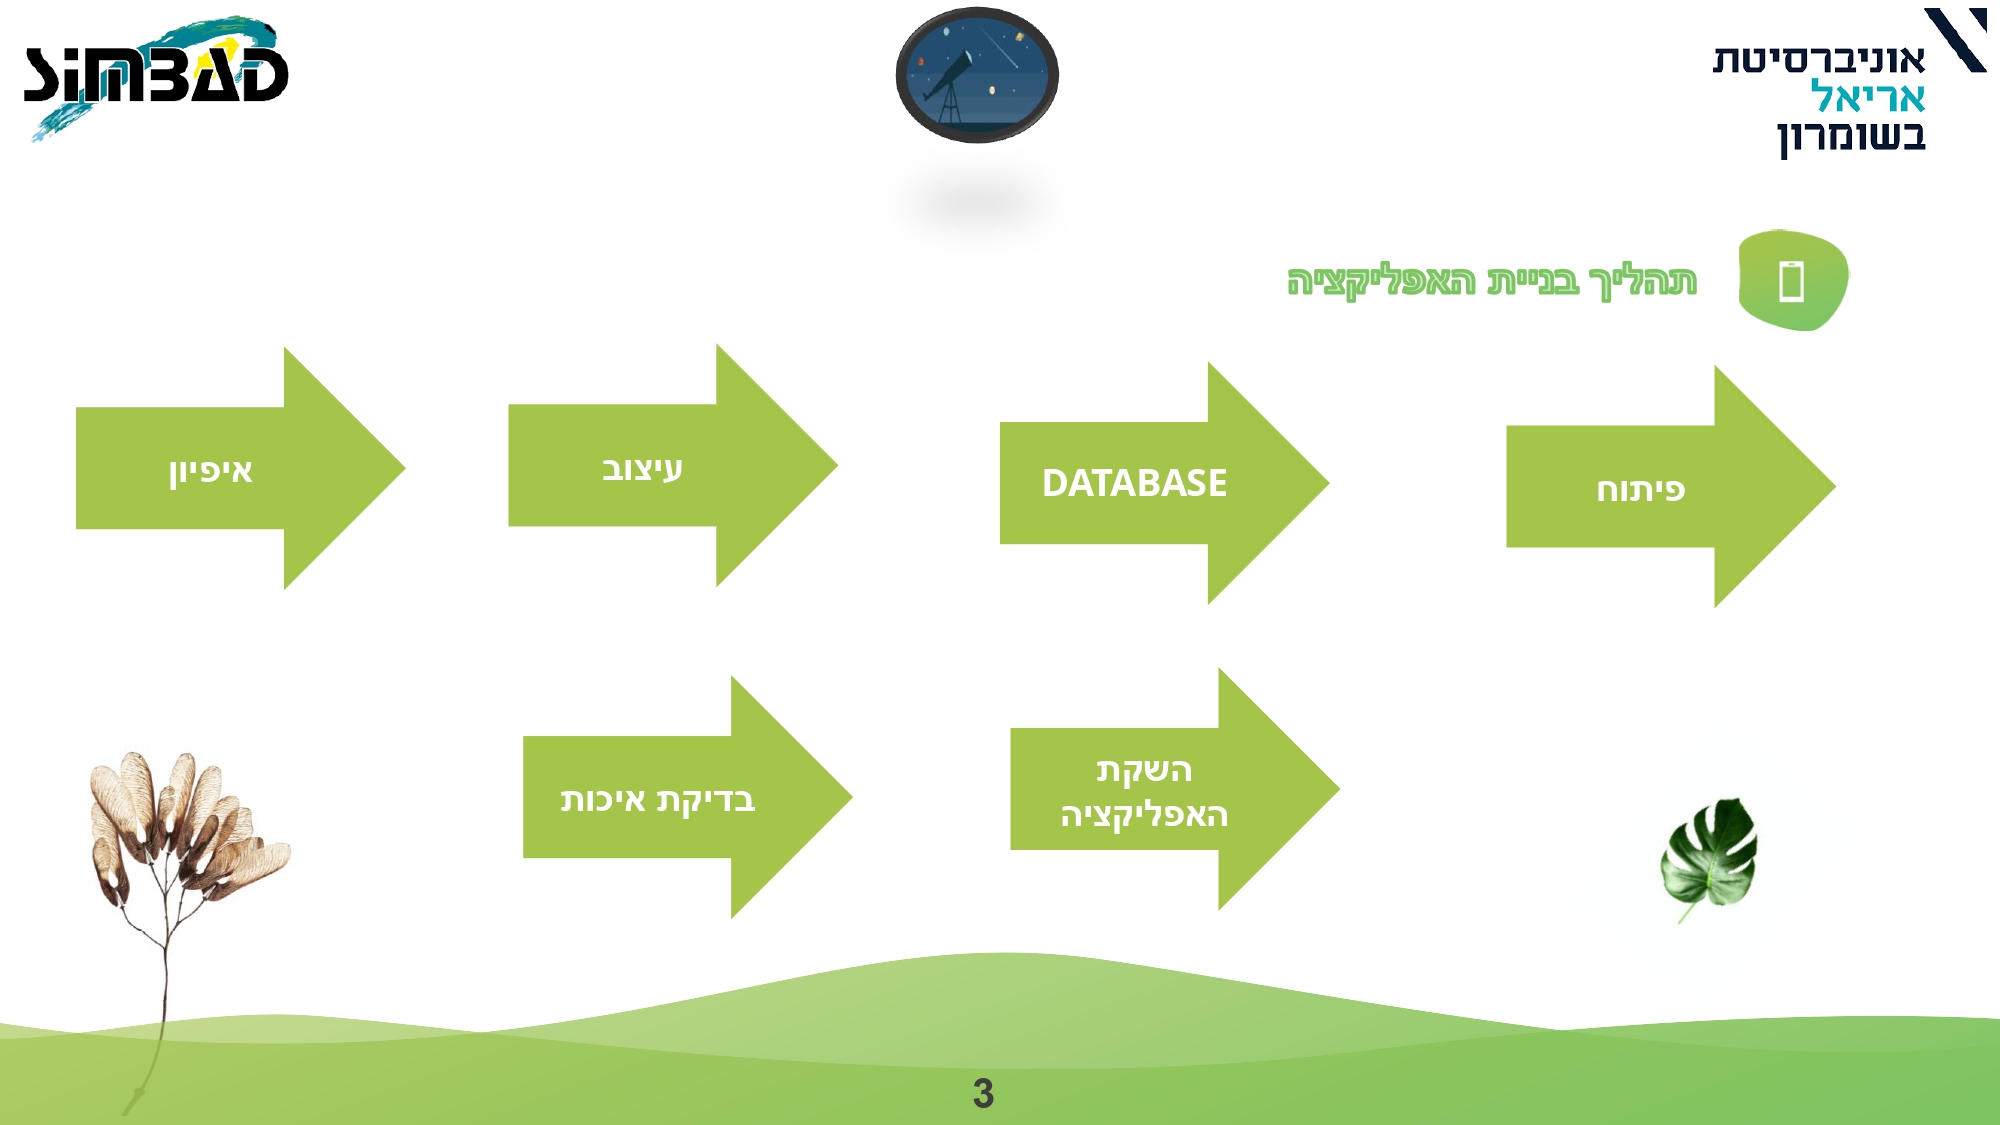 SIMBAD
אוניברסיטת
אריאל
בשומרון
תהליך בניית האפליקציה
איפיון
עיצוב
DATABASE
פיתוח
בדיקת איכות
השקת
האפליקציה
3